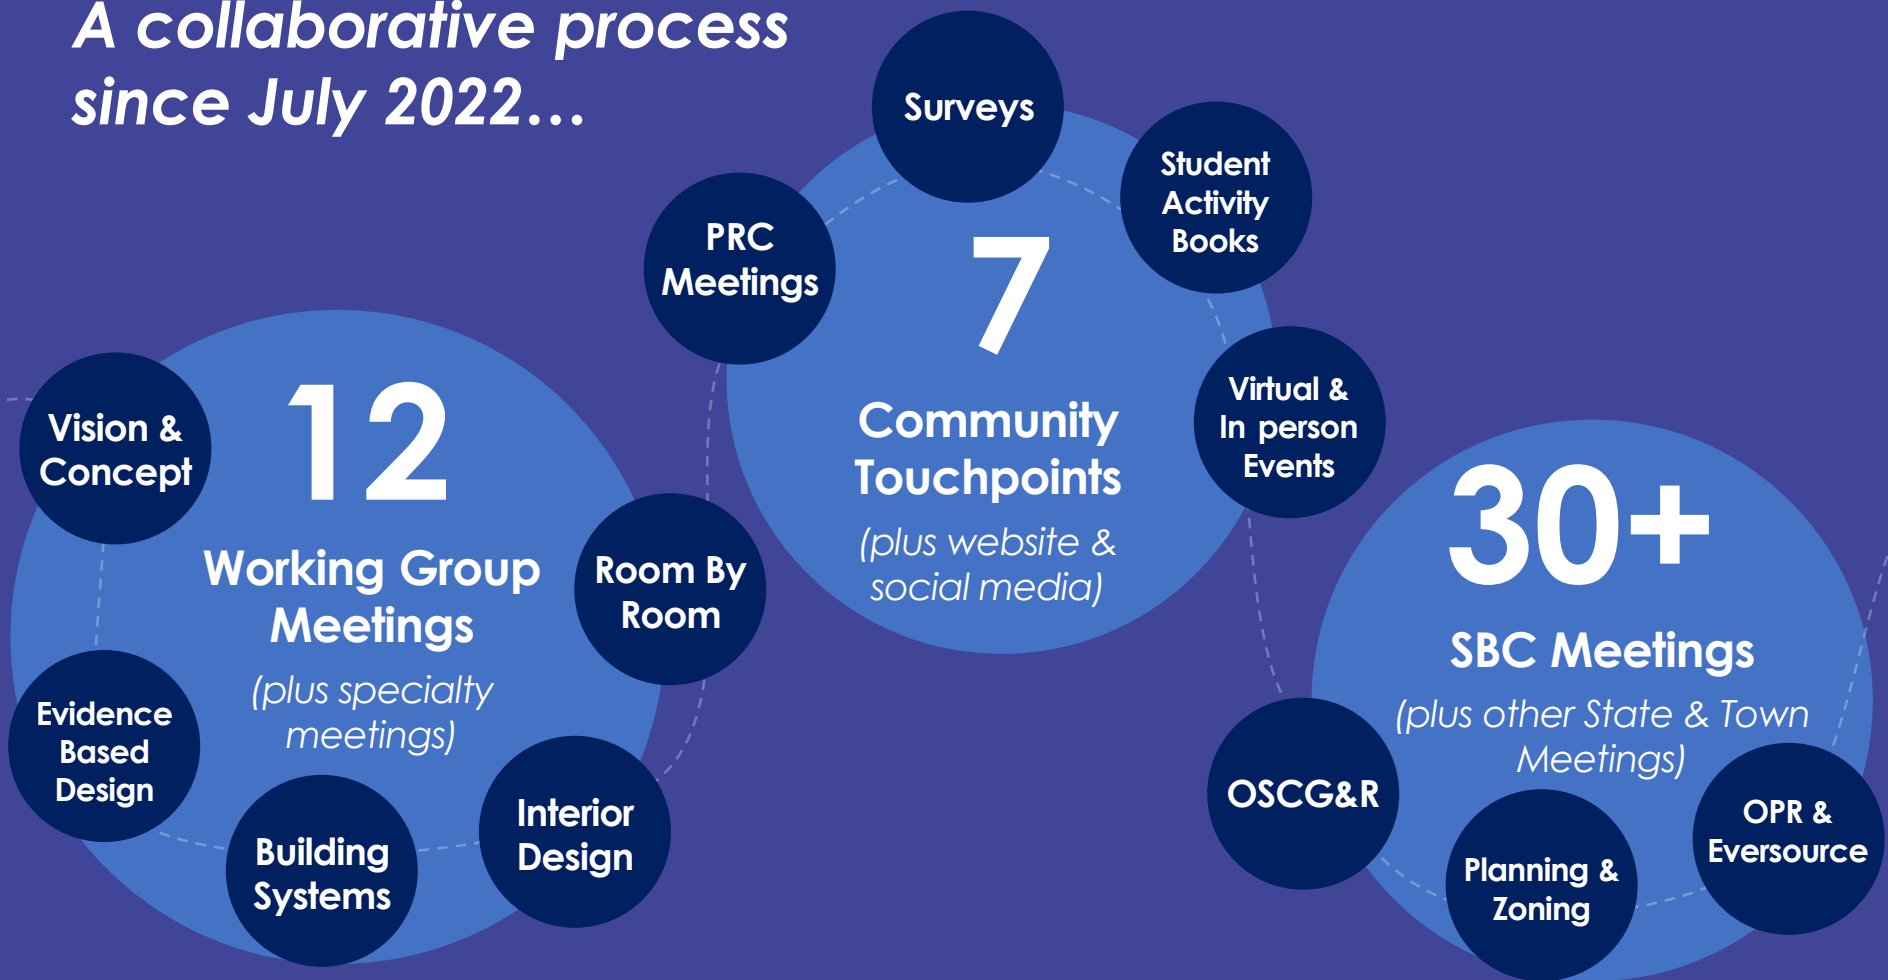 A collaborative process
since July 2022...
Vision &
Concept
12
Working Group
Meetings
(plus specialty
meetings)
Evidence
Based
Design
Building
Systems
Interior
Design
Room By
Room
PRC
Meetings
Surveys
Student
Activity
Books
7
Community
Touchpoints
(plus website &
social media)
Virtual &
In person
Events
30+
SBC Meetings
(plus other State & Town
Meetings)
OSCG&R
Planning &
Zoning
OPR &
Eversource